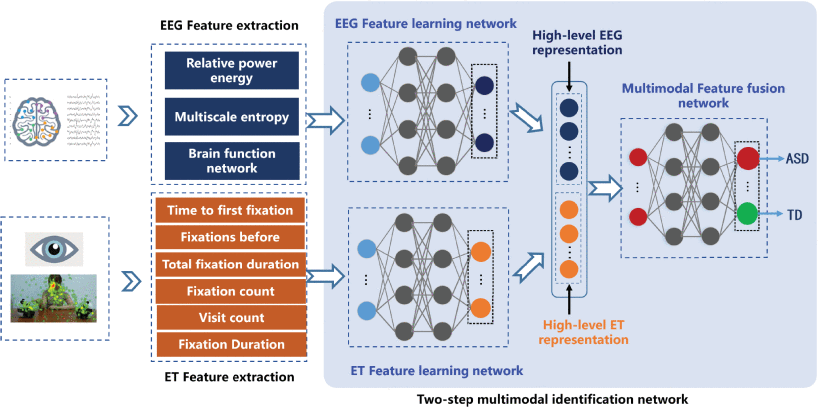 EEG Feature extraction
EEG Feature learning network
High-level EEG
representation
Relative power
energy
Multiscale entropy
Brain function
network
Multimodal Feature fusion
network
ASD
TD
Time to first fixation
Fixations before
Total fixation duration
Fixation count
Visit count
Fixation Duration
High-level ET
representation
ET Feature extraction
ET Feature learning network
Two-step multimodal identification network